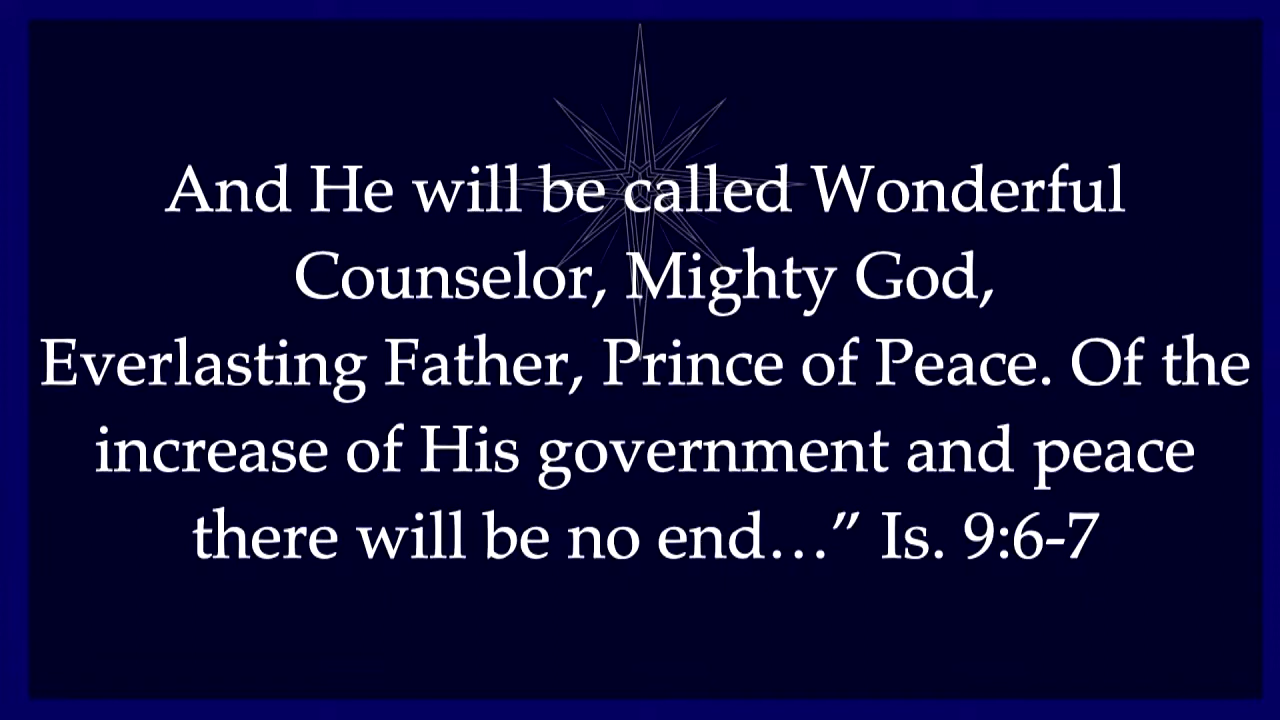 And He will be called Wonderful
Counselor, Mighty God,
Everlasting Father, Prince of Peace. Of the
increase of His government and peace
there will be no end…” Is. 9:6-7